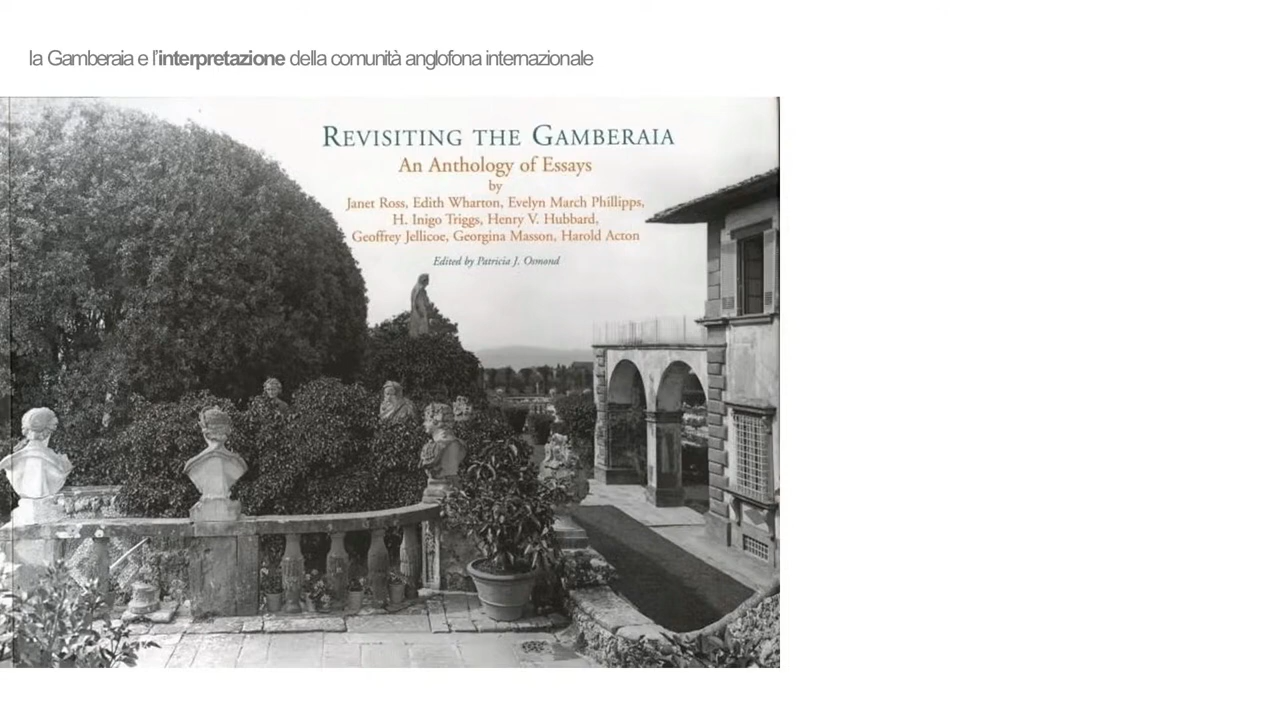 la Gamberaia e l'interpretazione della comunità anglofona internazionale
REVISITING THE GAMBERAIA
An Anthology of Essays
by
Janet Ross, Edith Wharton, Evelyn March Phillipps,
H. Inigo Triggs, Henry V. Hubbard,
Geoffrey Jellicoe, Georgina Masson, Harold Acton
Edited by Patricia J. Osmond